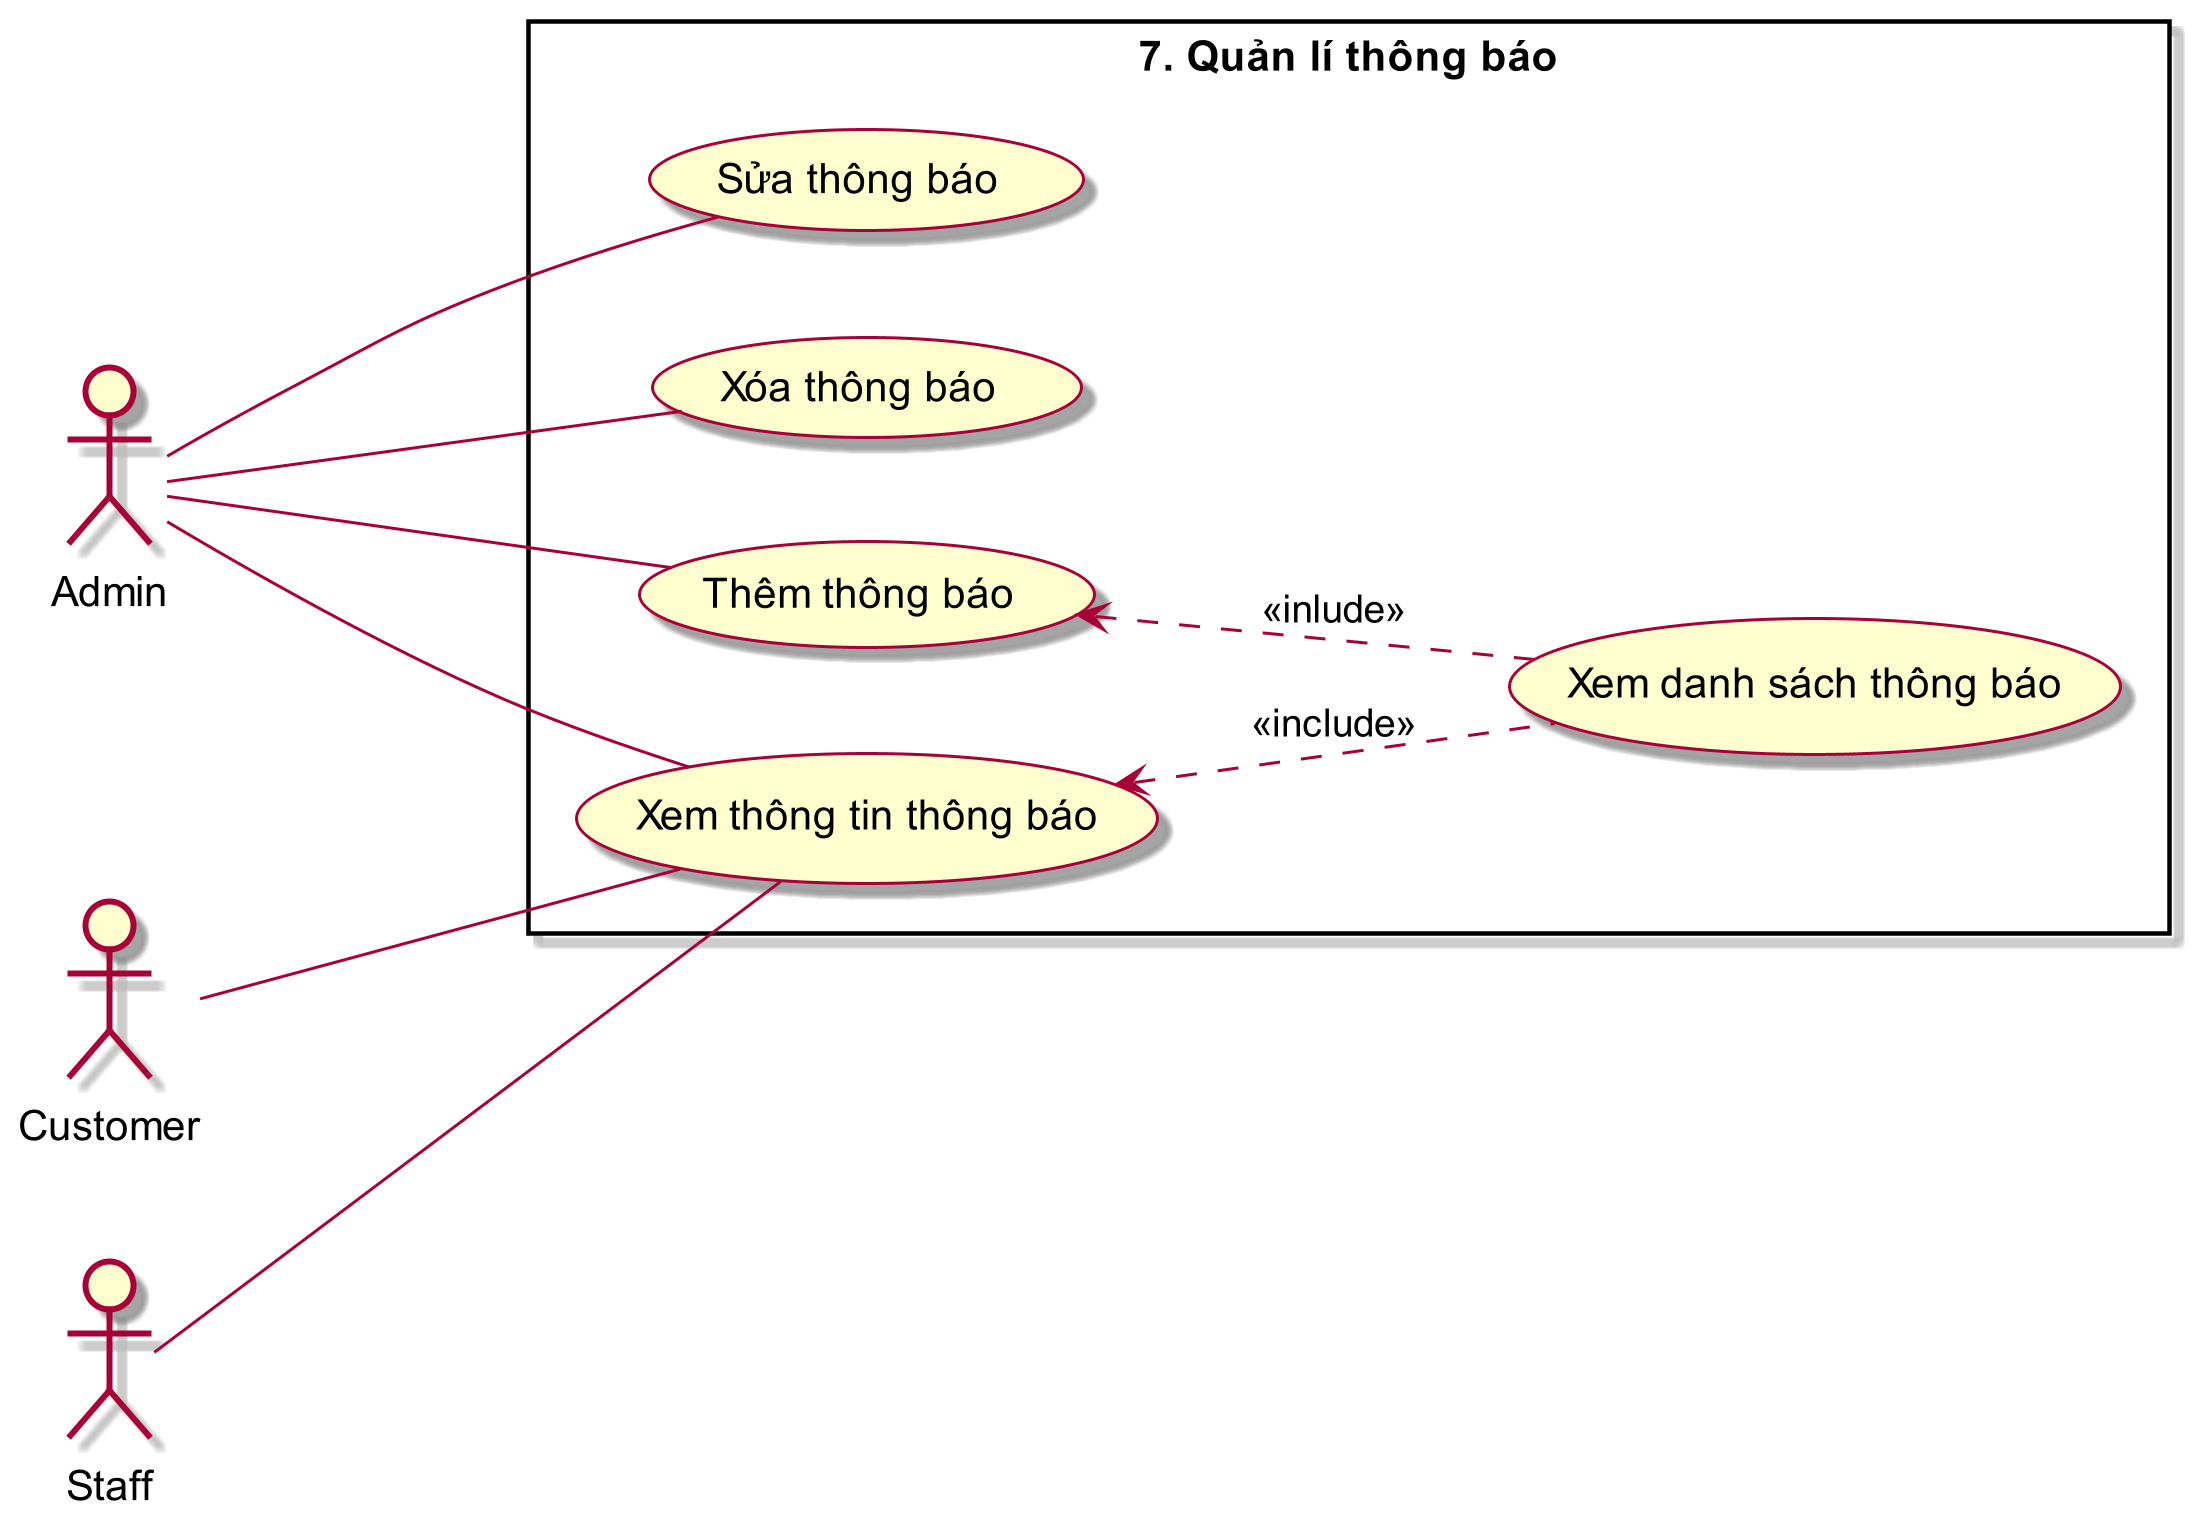 7. Quản lí thông báo
Sửa thông báo
Xóa thông báo
Thêm thông báo
«inlude»
Xem danh sách thông báo
«include»
Xem thông tin thông báo
Admin
Customer
Staff